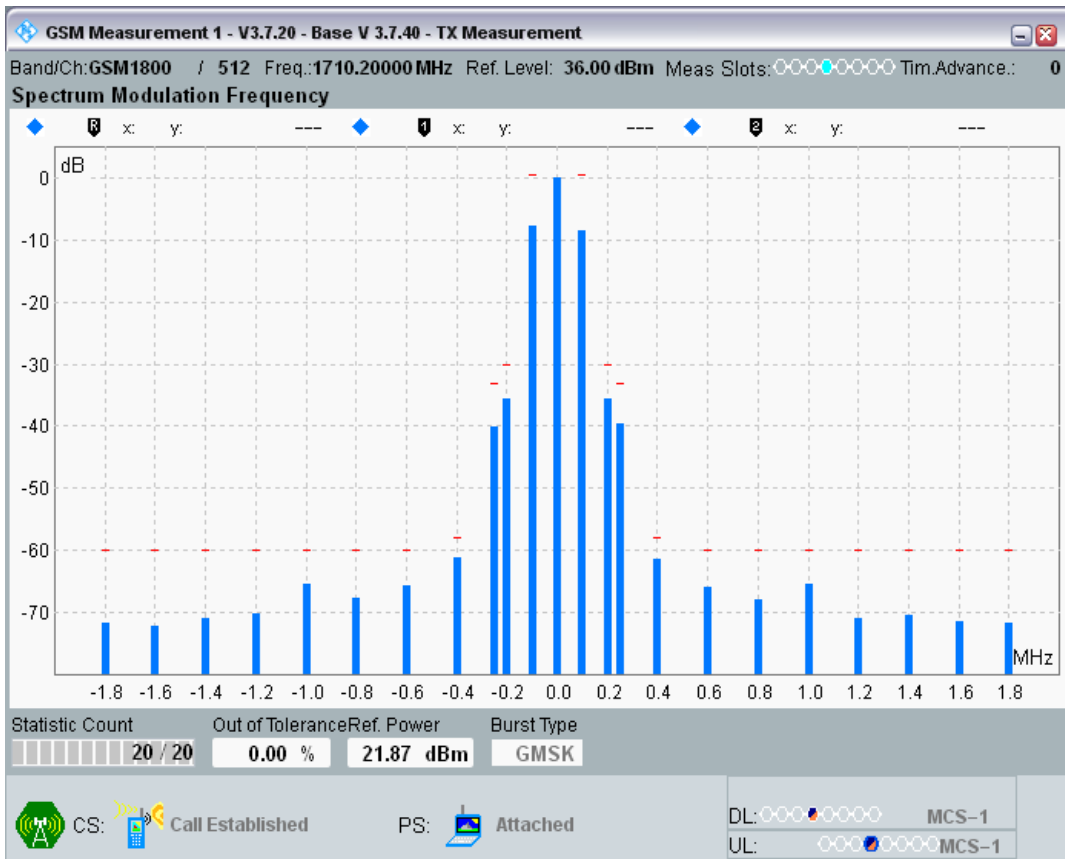 GSM Measurement 1 - V3.7.20 - Base V 3.7.40 - TX Measurement
Band/Ch:GSM1800 / 512 Freq.:1710.20000 MHz Ref. Level: 36.00 dBm Meas Slots: Tim.Advance.: 0
Spectrum Modulation Frequency
R x: y: --- 1 x: y: --- 2 x: y: ---
dB
0
-10
-20
-30
-40
-50
-60
-70
MHz
-1.8 -1.6 -1.4 -1.2 -1.0 -0.8 -0.6 -0.4 -0.2 0.0 0.2 0.4 0.6 0.8 1.0 1.2 1.4 1.6 1.8
Statistic Count Out of Tolerance Ref. Power Burst Type
20 / 20 0.00 % 21.87 dBm GMSK
CS: Call Established PS: Attached
DL: MCS-1
UL: MCS-1